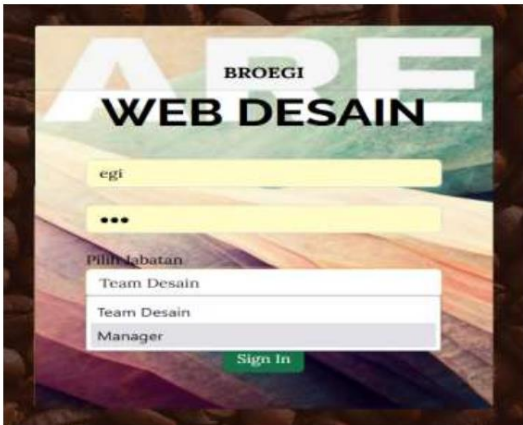 ARE
BROEGI
WEB DESAIN
egi
•••
Pilih Jabatan
Team Desain
Team Desain
Manager
Sign In